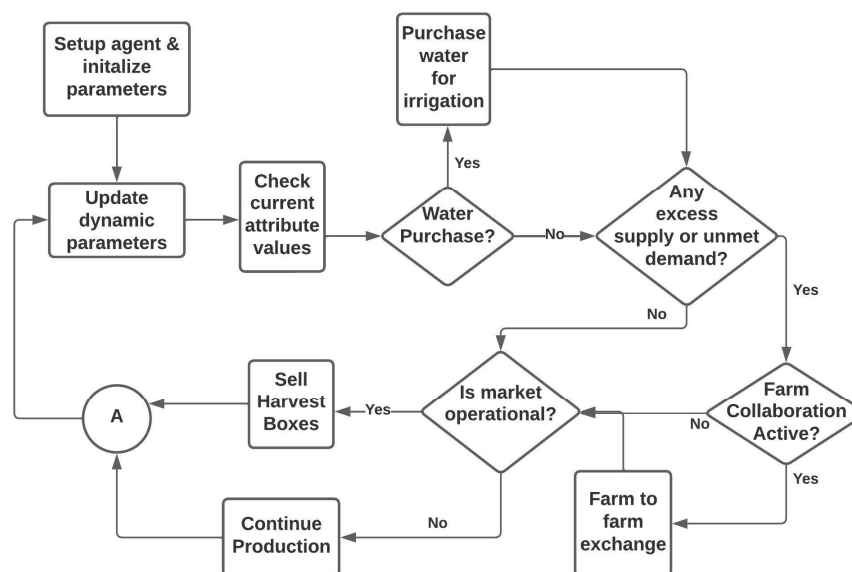 Setup agent &
initalize
parameters
Purchase
water
for
irrigation
Yes
Update
dynamic
parameters
Check
current
attribute
values
Water
Purchase?
No
Any
excess
supply or unmet
demand?
Yes
No
Sell
Harvest
Boxes
Yes
Is market
operational?
Farm
Collaboration
Active?
No
A
Yes
Continue
Production
No
Farm to
farm
exchange